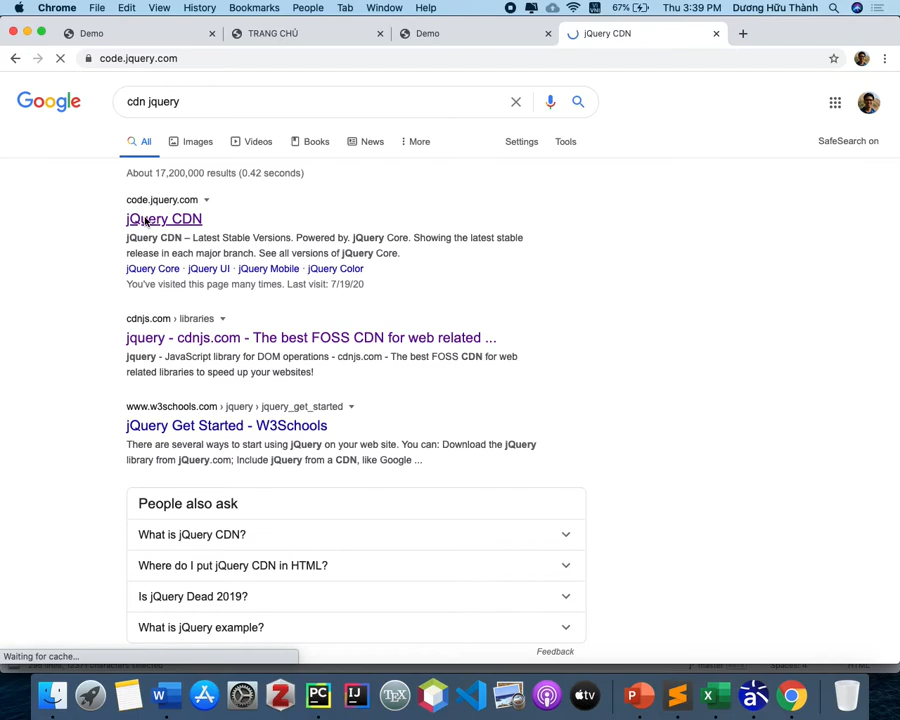 Chrome File Edit View History Bookmarks People Tab Window Help 67% Thu 3:39 PM Dương Hữu Thành
Demo TRANG CHỦ Demo jQuery CDN
code.jquery.com
Google cdn jquery
All Images Videos Books News More Settings Tools SafeSearch on
About 17,200,000 results (0.42 seconds)
code.jquery.com
jQuery CDN
jQuery CDN – Latest Stable Versions. Powered by. jQuery Core. Showing the latest stable
release in each major branch. See all versions of jQuery Core.
jQuery Core · jQuery UI · jQuery Mobile · jQuery Color
You've visited this page many times. Last visit: 7/19/20
cdnjs.com › libraries
jquery - cdnjs.com - The best FOSS CDN for web related ...
jquery - JavaScript library for DOM operations - cdnjs.com - The best FOSS CDN for web
related libraries to speed up your websites!
www.w3schools.com › jquery › jquery_get_started
jQuery Get Started - W3Schools
There are several ways to start using jQuery on your web site. You can: Download the jQuery
library from jQuery.com; Include jQuery from a CDN, like Google ...
People also ask
What is jQuery CDN?
Where do I put jQuery CDN in HTML?
Is jQuery Dead 2019?
What is jQuery example?
Feedback
Waiting for cache...